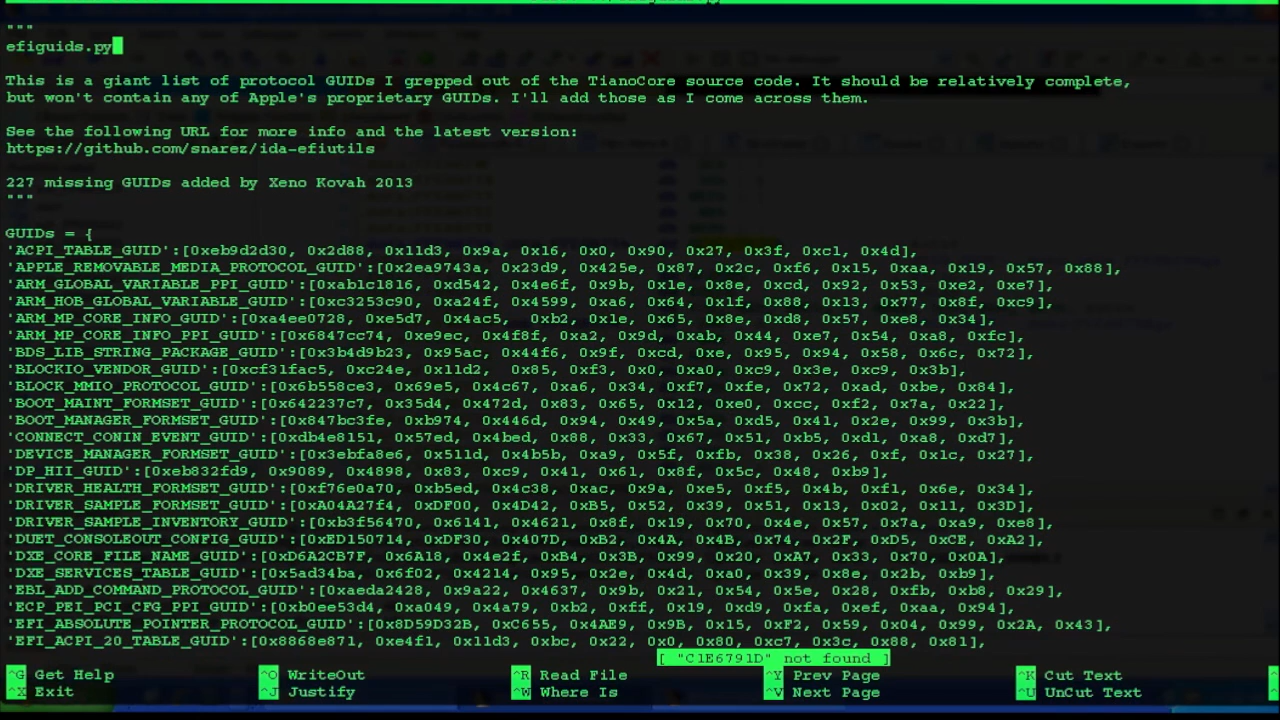 """
efiguids.py
This is a giant list of protocol GUIDs I grepped out of the TianoCore source code. It should be relatively complete,
but won't contain any of Apple's proprietary GUIDs. I'll add those as I come across them.
See the following URL for more info and the latest version:
https://github.com/snarez/ida-efiutils
227 missing GUIDs added by Xeno Kovah 2013
"""
GUIDs = {
'ACPI_TABLE_GUID':[0xeb9d2d30, 0x2d88, 0x11d3, 0x9a, 0x16, 0x0, 0x90, 0x27, 0x3f, 0xc1, 0x4d],
'APPLE_REMOVABLE_MEDIA_PROTOCOL_GUID':[0x2ea9743a, 0x23d9, 0x425e, 0x87, 0x2c, 0xf6, 0x15, 0xaa, 0x19, 0x57, 0x88],
'ARM_GLOBAL_VARIABLE_PPI_GUID':[0xab1c1816, 0xd542, 0x4e6f, 0x9b, 0x1e, 0x8e, 0xcd, 0x92, 0x53, 0xe2, 0xe7],
'ARM_HOB_GLOBAL_VARIABLE_GUID':[0xc3253c90, 0xa24f, 0x4599, 0xa6, 0x64, 0x1f, 0x88, 0x13, 0x77, 0x8f, 0xc9],
'ARM_MP_CORE_INFO_GUID':[0xa4ee0728, 0xe5d7, 0x4ac5,  0xb2, 0x1e, 0x65, 0x8e, 0xd8, 0x57, 0xe8, 0x34],
'ARM_MP_CORE_INFO_PPI_GUID':[0x6847cc74, 0xe9ec, 0x4f8f, 0xa2, 0x9d, 0xab, 0x44, 0xe7, 0x54, 0xa8, 0xfc],
'BDS_LIB_STRING_PACKAGE_GUID':[0x3b4d9b23, 0x95ac, 0x44f6, 0x9f, 0xcd, 0xe, 0x95, 0x94, 0x58, 0x6c, 0x72],
'BLOCKIO_VENDOR_GUID':[0xcf31fac5, 0xc24e, 0x11d2,  0x85, 0xf3, 0x0, 0xa0, 0xc9, 0x3e, 0xc9, 0x3b],
'BLOCK_MMIO_PROTOCOL_GUID':[0x6b558ce3, 0x69e5, 0x4c67, 0xa6, 0x34, 0xf7, 0xfe, 0x72, 0xad, 0xbe, 0x84],
'BOOT_MAINT_FORMSET_GUID':[0x642237c7, 0x35d4, 0x472d, 0x83, 0x65, 0x12, 0xe0, 0xcc, 0xf2, 0x7a, 0x22],
'BOOT_MANAGER_FORMSET_GUID':[0x847bc3fe, 0xb974, 0x446d, 0x94, 0x49, 0x5a, 0xd5, 0x41, 0x2e, 0x99, 0x3b],
'CONNECT_CONIN_EVENT_GUID':[0xdb4e8151, 0x57ed, 0x4bed, 0x88, 0x33, 0x67, 0x51, 0xb5, 0xd1, 0xa8, 0xd7],
'DEVICE_MANAGER_FORMSET_GUID':[0x3ebfa8e6, 0x511d, 0x4b5b, 0xa9, 0x5f, 0xfb, 0x38, 0x26, 0xf, 0x1c, 0x27],
'DP_HII_GUID':[0xeb832fd9, 0x9089, 0x4898, 0x83, 0xc9, 0x41, 0x61, 0x8f, 0x5c, 0x48, 0xb9],
'DRIVER_HEALTH_FORMSET_GUID':[0xf76e0a70, 0xb5ed, 0x4c38, 0xac, 0x9a, 0xe5, 0xf5, 0x4b, 0xf1, 0x6e, 0x34],
'DRIVER_SAMPLE_FORMSET_GUID':[0xA04A27f4, 0xDF00, 0x4D42, 0xB5, 0x52, 0x39, 0x51, 0x13, 0x02, 0x11, 0x3D],
'DRIVER_SAMPLE_INVENTORY_GUID':[0xb3f56470, 0x6141, 0x4621, 0x8f, 0x19, 0x70, 0x4e, 0x57, 0x7a, 0xa9, 0xe8],
'DUET_CONSOLEOUT_CONFIG_GUID':[0xED150714, 0xDF30, 0x407D, 0xB2, 0x4A, 0x4B, 0x74, 0x2F, 0xD5, 0xCE, 0xA2],
'DXE_CORE_FILE_NAME_GUID':[0xD6A2CB7F, 0x6A18, 0x4e2f, 0xB4, 0x3B, 0x99, 0x20, 0xA7, 0x33, 0x70, 0x0A],
'DXE_SERVICES_TABLE_GUID':[0x5ad34ba, 0x6f02, 0x4214, 0x95, 0x2e, 0x4d, 0xa0, 0x39, 0x8e, 0x2b, 0xb9],
'EBL_ADD_COMMAND_PROTOCOL_GUID':[0xaeda2428, 0x9a22, 0x4637, 0x9b, 0x21, 0x54, 0x5e, 0x28, 0xfb, 0xb8, 0x29],
'ECP_PEI_PCI_CFG_PPI_GUID':[0xb0ee53d4, 0xa049, 0x4a79, 0xb2, 0xff, 0x19, 0xd9, 0xfa, 0xef, 0xaa, 0x94],
'EFI_ABSOLUTE_POINTER_PROTOCOL_GUID':[0x8D59D32B, 0xC655, 0x4AE9, 0x9B, 0x15, 0xF2, 0x59, 0x04, 0x99, 0x2A, 0x43],
'EFI_ACPI_20_TABLE_GUID':[0x8868e871, 0xe4f1, 0x11d3, 0xbc, 0x22, 0x0, 0x80, 0xc7, 0x3c, 0x88, 0x81],
[ "C1E6791D" not found ]
^G Get Help ^O WriteOut ^R Read File ^Y Prev Page ^K Cut Text
^X Exit ^J Justify ^W Where Is ^V Next Page ^U UnCut Text